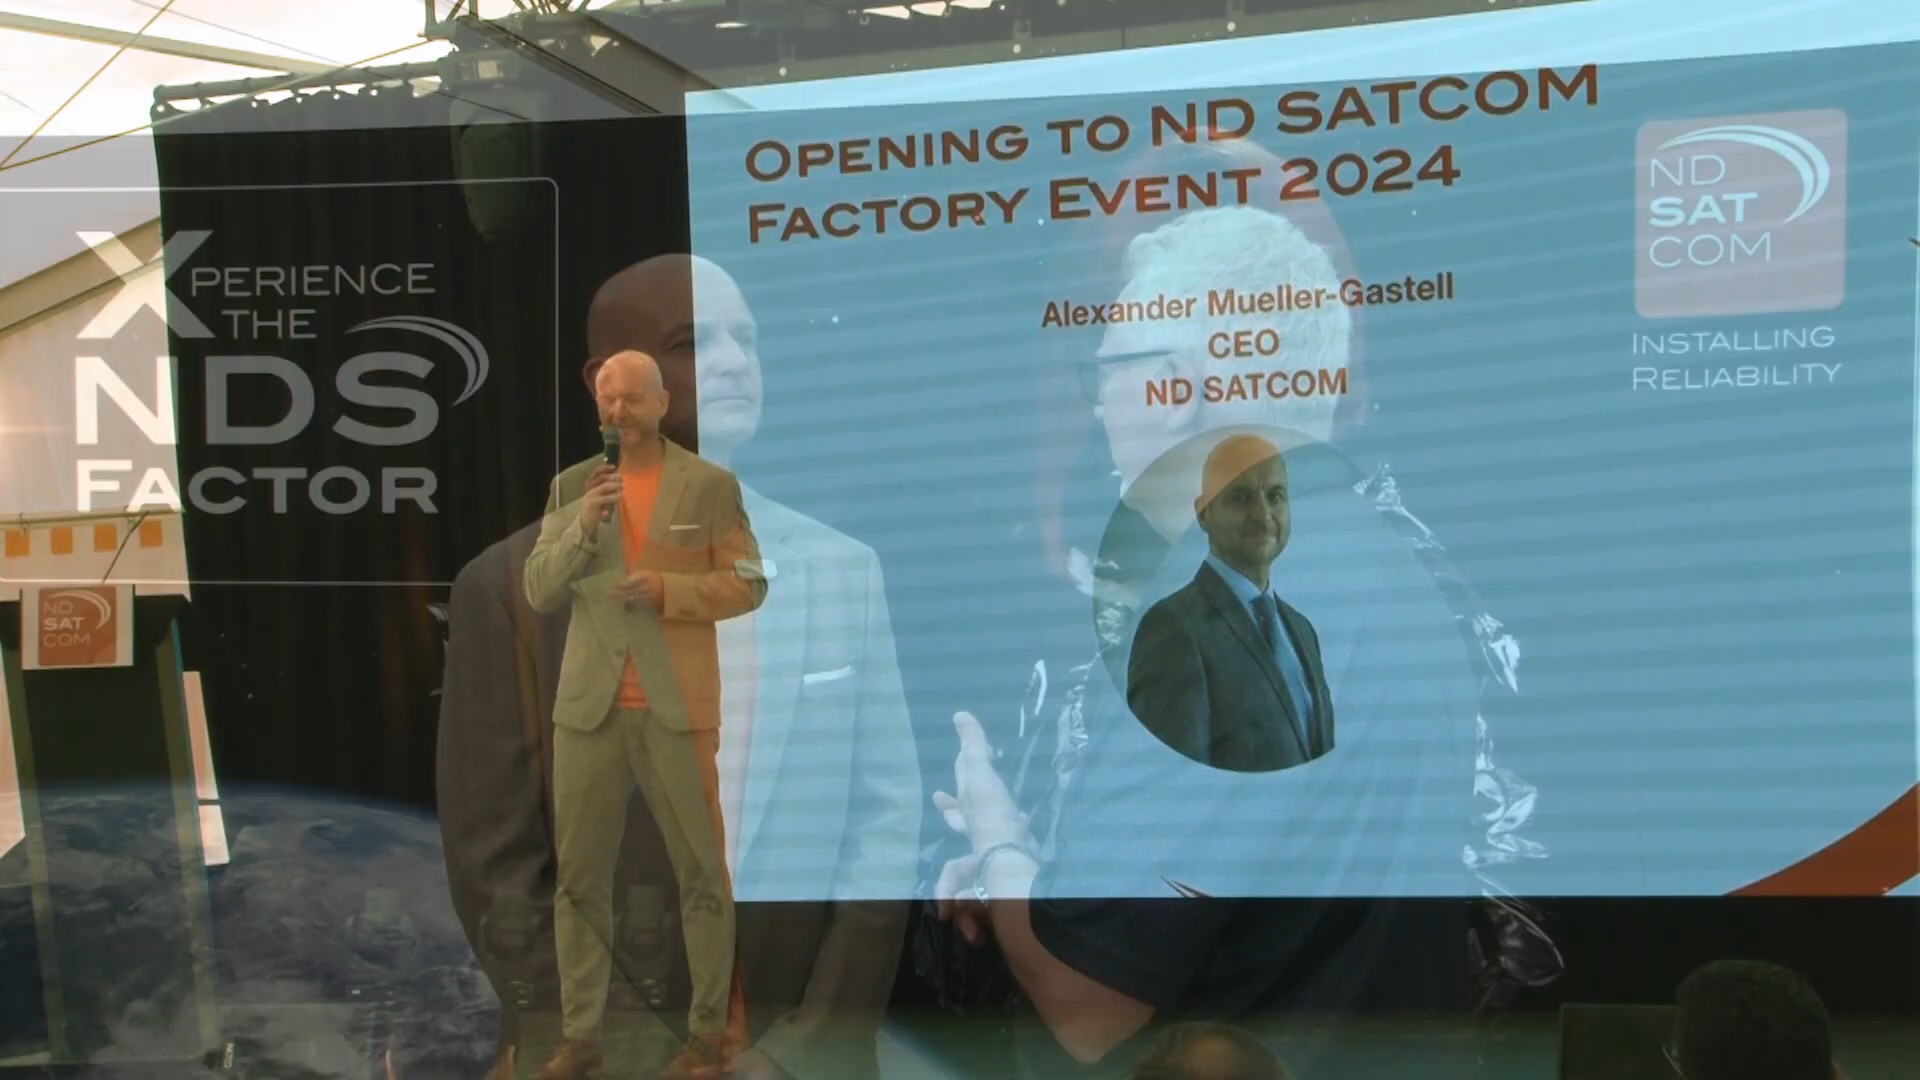 XPERIENCE
THE
NDS
FACTOR
ND
SAT
COM
OPENING TO ND SATCOM
FACTORY EVENT 2024
Alexander Mueller-Gastell
CEO
ND SATCOM
ND
SAT
COM
INSTALLING
RELIABILITY